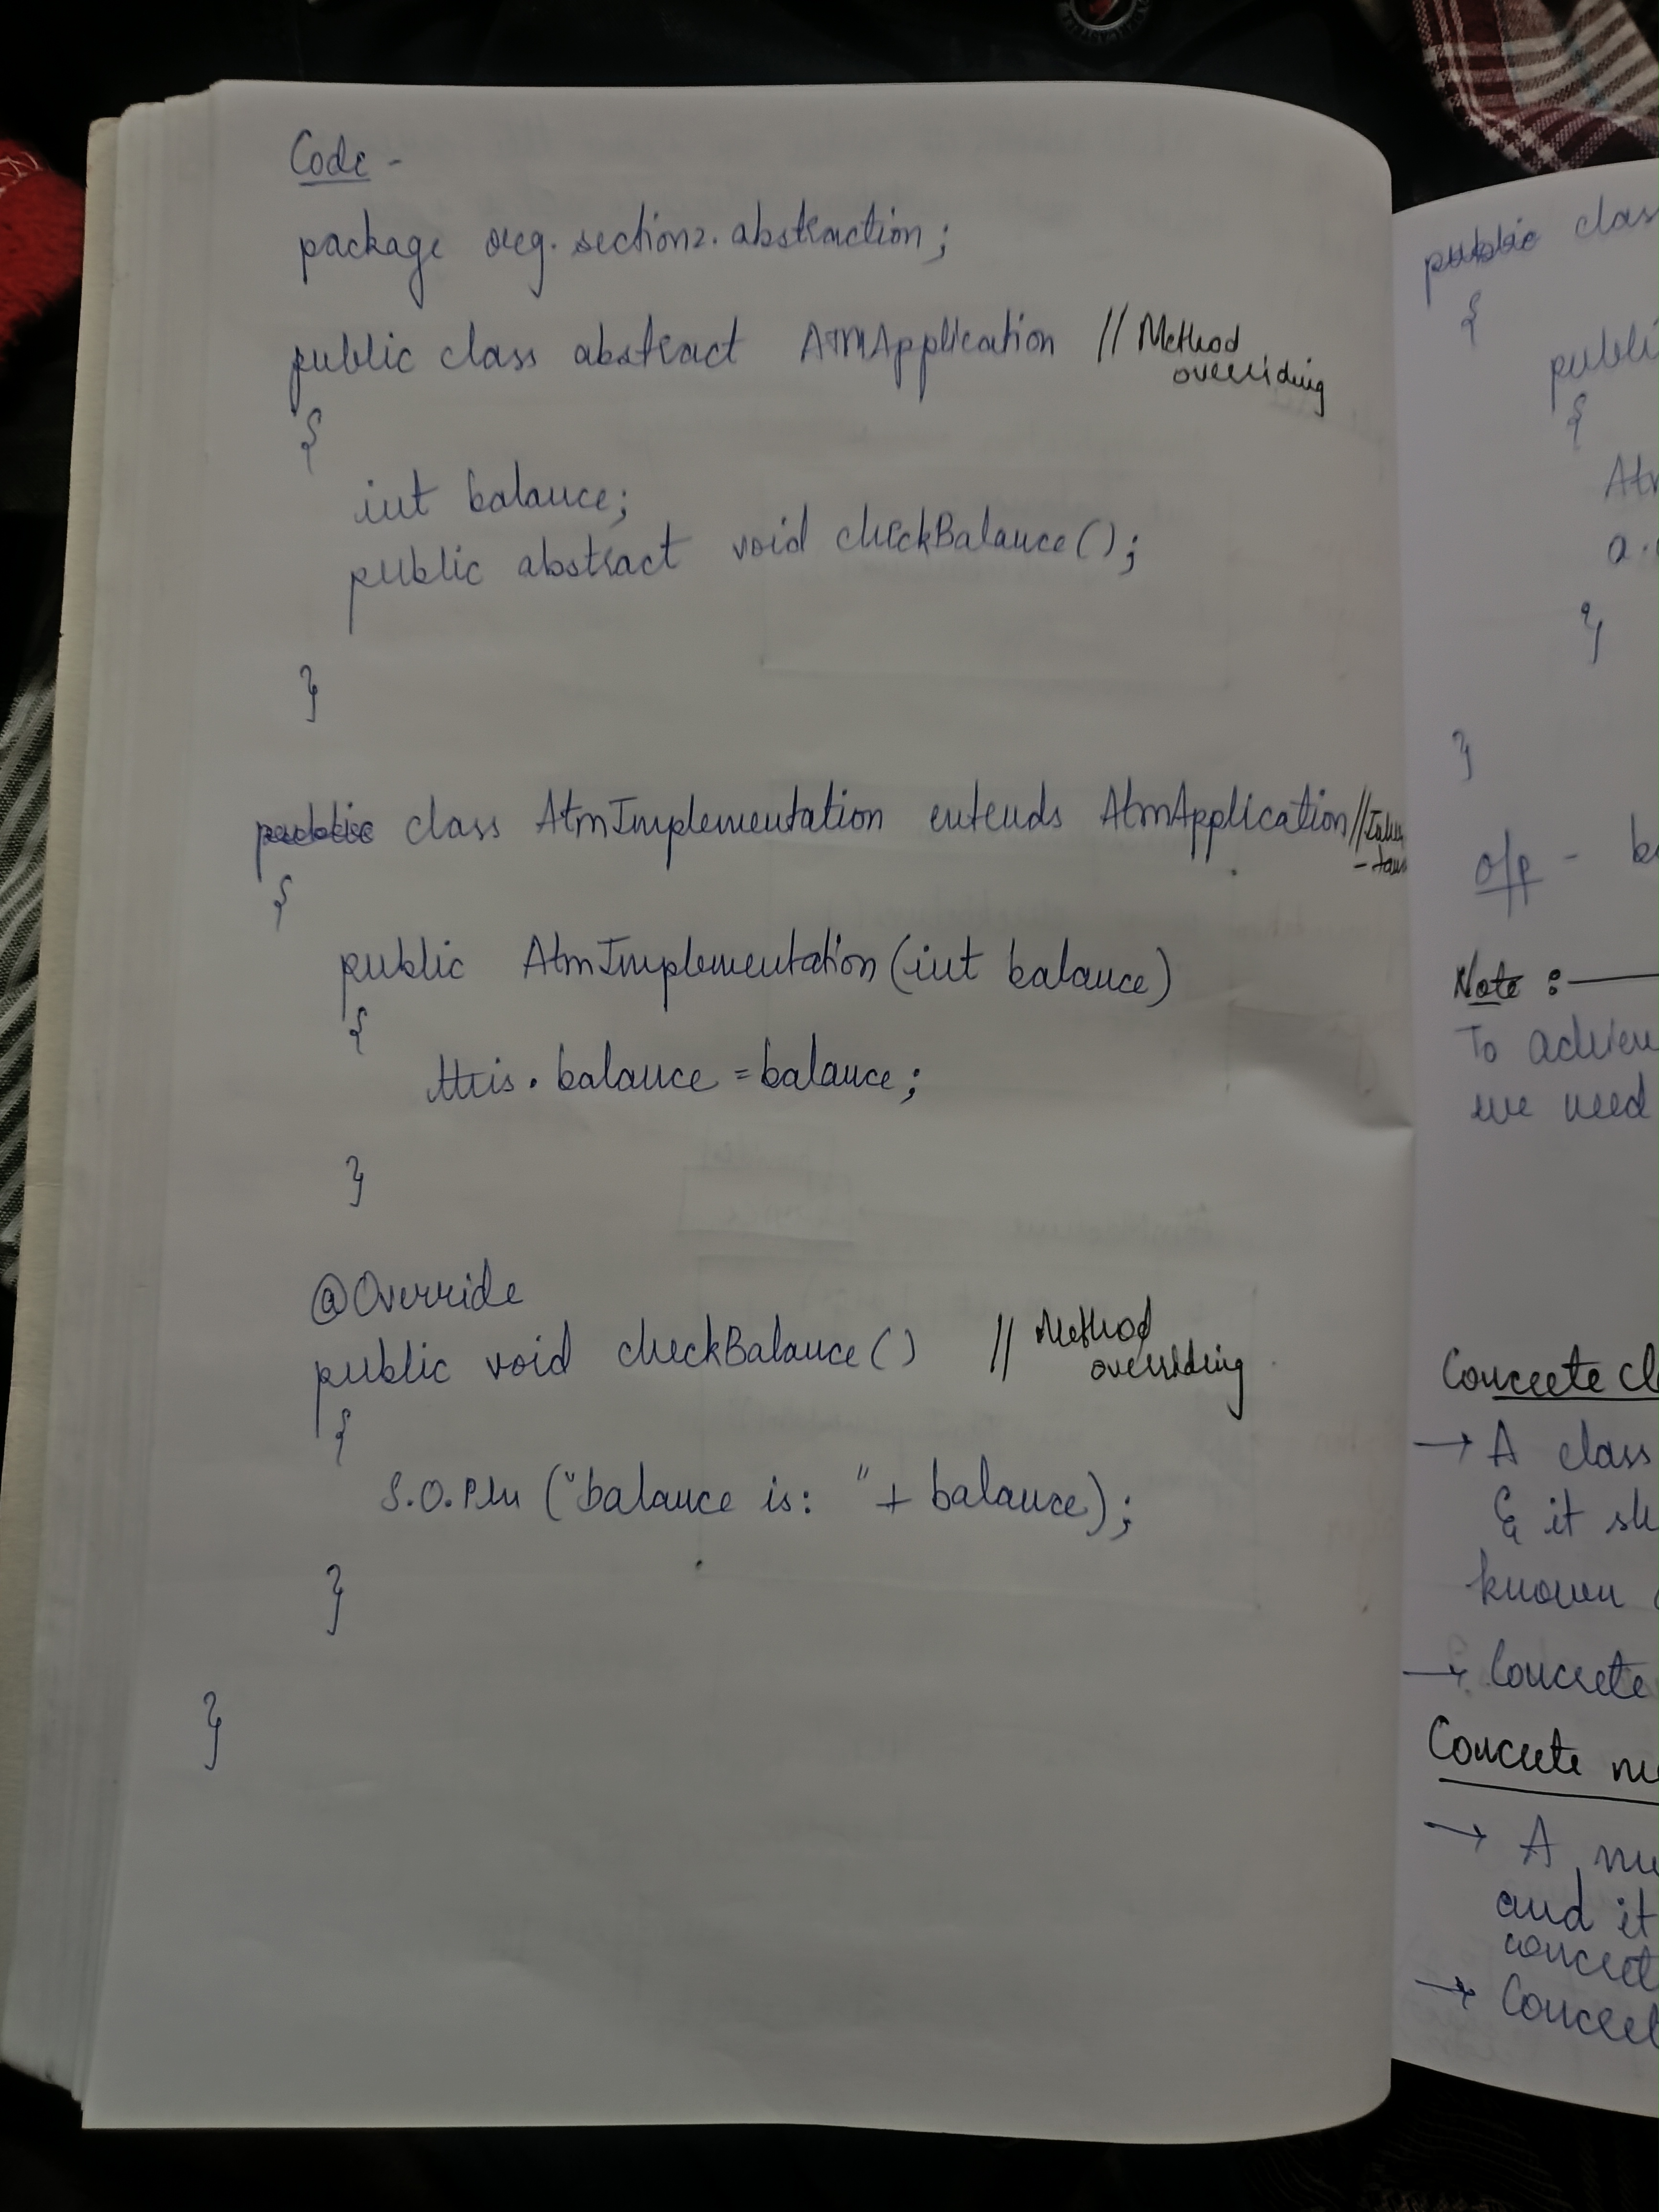 Code -
package org.section2.abstraction;
public class abstract AtmApplication // Method
overriding
{
int balance;
public abstract void checkBalance();
}
public class AtmImplementation extends AtmApplication //
{
public AtmImplementation(int balance)
{
this.balance = balance;
}
@Override
public void checkBalance() // Method
overriding
{
S.O.Pln ("balance is: " + balance);
}
}
public clas
{
publi
{
Atm
a.
}
}
o/p - b
Note :-
To achiev
we need
Concrete cl
→ A class
& it sh
known
→ Concrete
Concrete me
→ A me
and it
concret
→ Concret